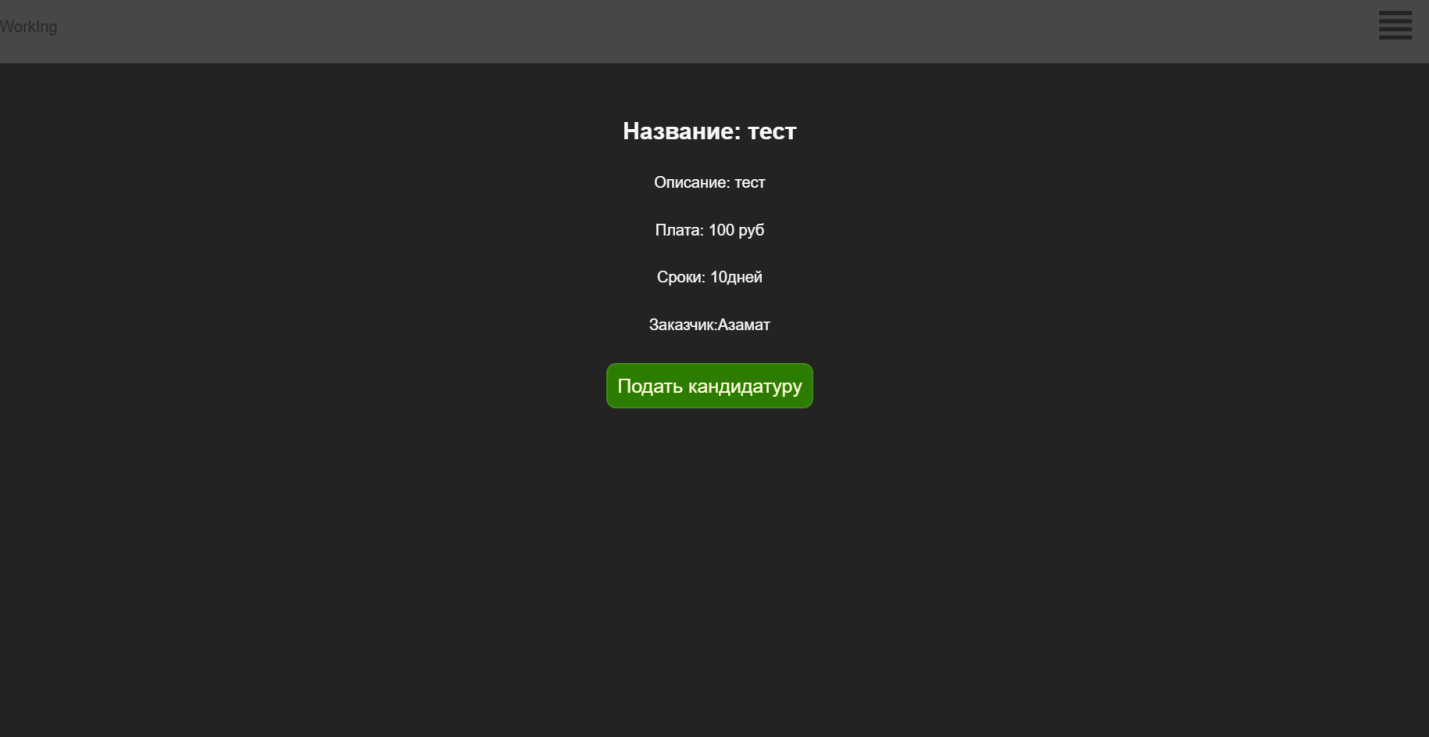 WorkIng
Название: тест
Описание: тест
Плата: 100 руб
Сроки: 10дней
Заказчик:Азамат
Подать кандидатуру